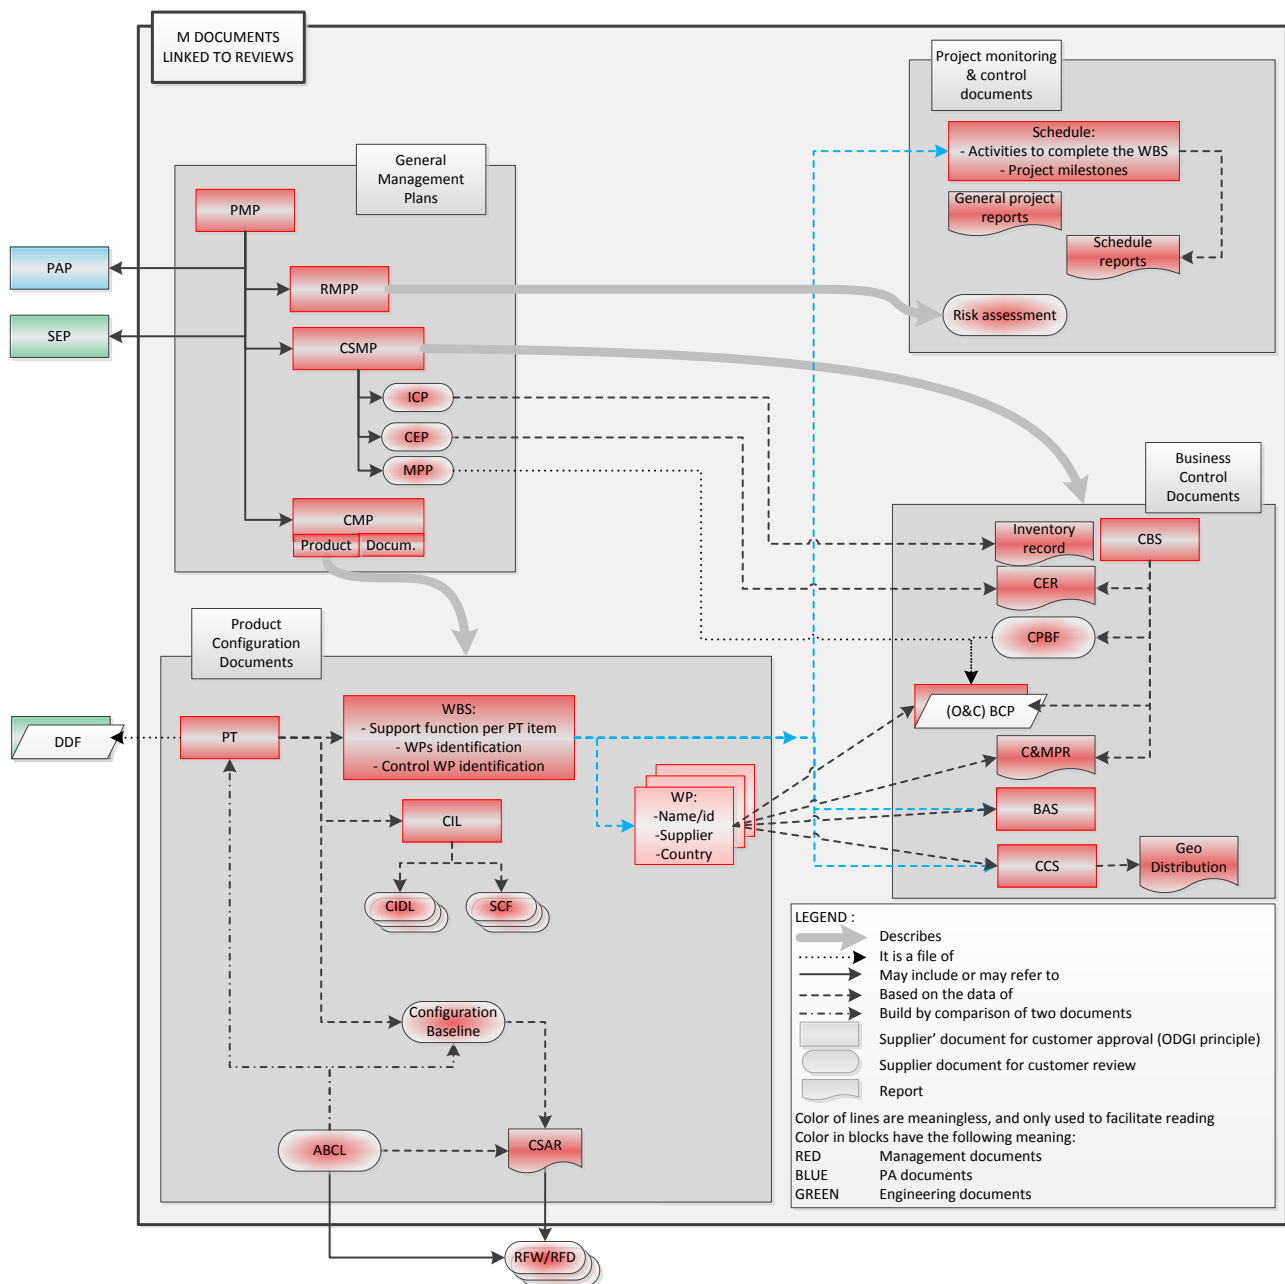 M DOCUMENTS
LINKED TO REVIEWS
Project monitoring
& control
documents
Schedule:
- Activities to complete the WBS
- Project milestones
General project
reports
Schedule
reports
Risk assessment
General
Management
Plans
PMP
PAP
RMPP
SEP
CSMP
ICP
CEP
MPP
CMP
Product
Docum.
Business
Control
Documents
Inventory
record
CBS
CER
CPBF
(O&C) BCP
C&MPR
BAS
CCS
Geo
Distribution
Product
Configuration
Documents
DDF
PT
WBS:
- Support function per PT item
- WPs identification
- Control WP identification
WP:
-Name/id
-Supplier
-Country
CIL
CIDL
SCF
Configuration
Baseline
ABCL
CSAR
RFW/RFD
LEGEND :
Describes
It is a file of
May include or may refer to
Based on the data of
Build by comparison of two documents
Supplier’ document for customer approval (ODGI principle)
Supplier document for customer review
Report
Color of lines are meaningless, and only used to facilitate reading
Color in blocks have the following meaning:
RED Management documents
BLUE PA documents
GREEN Engineering documents